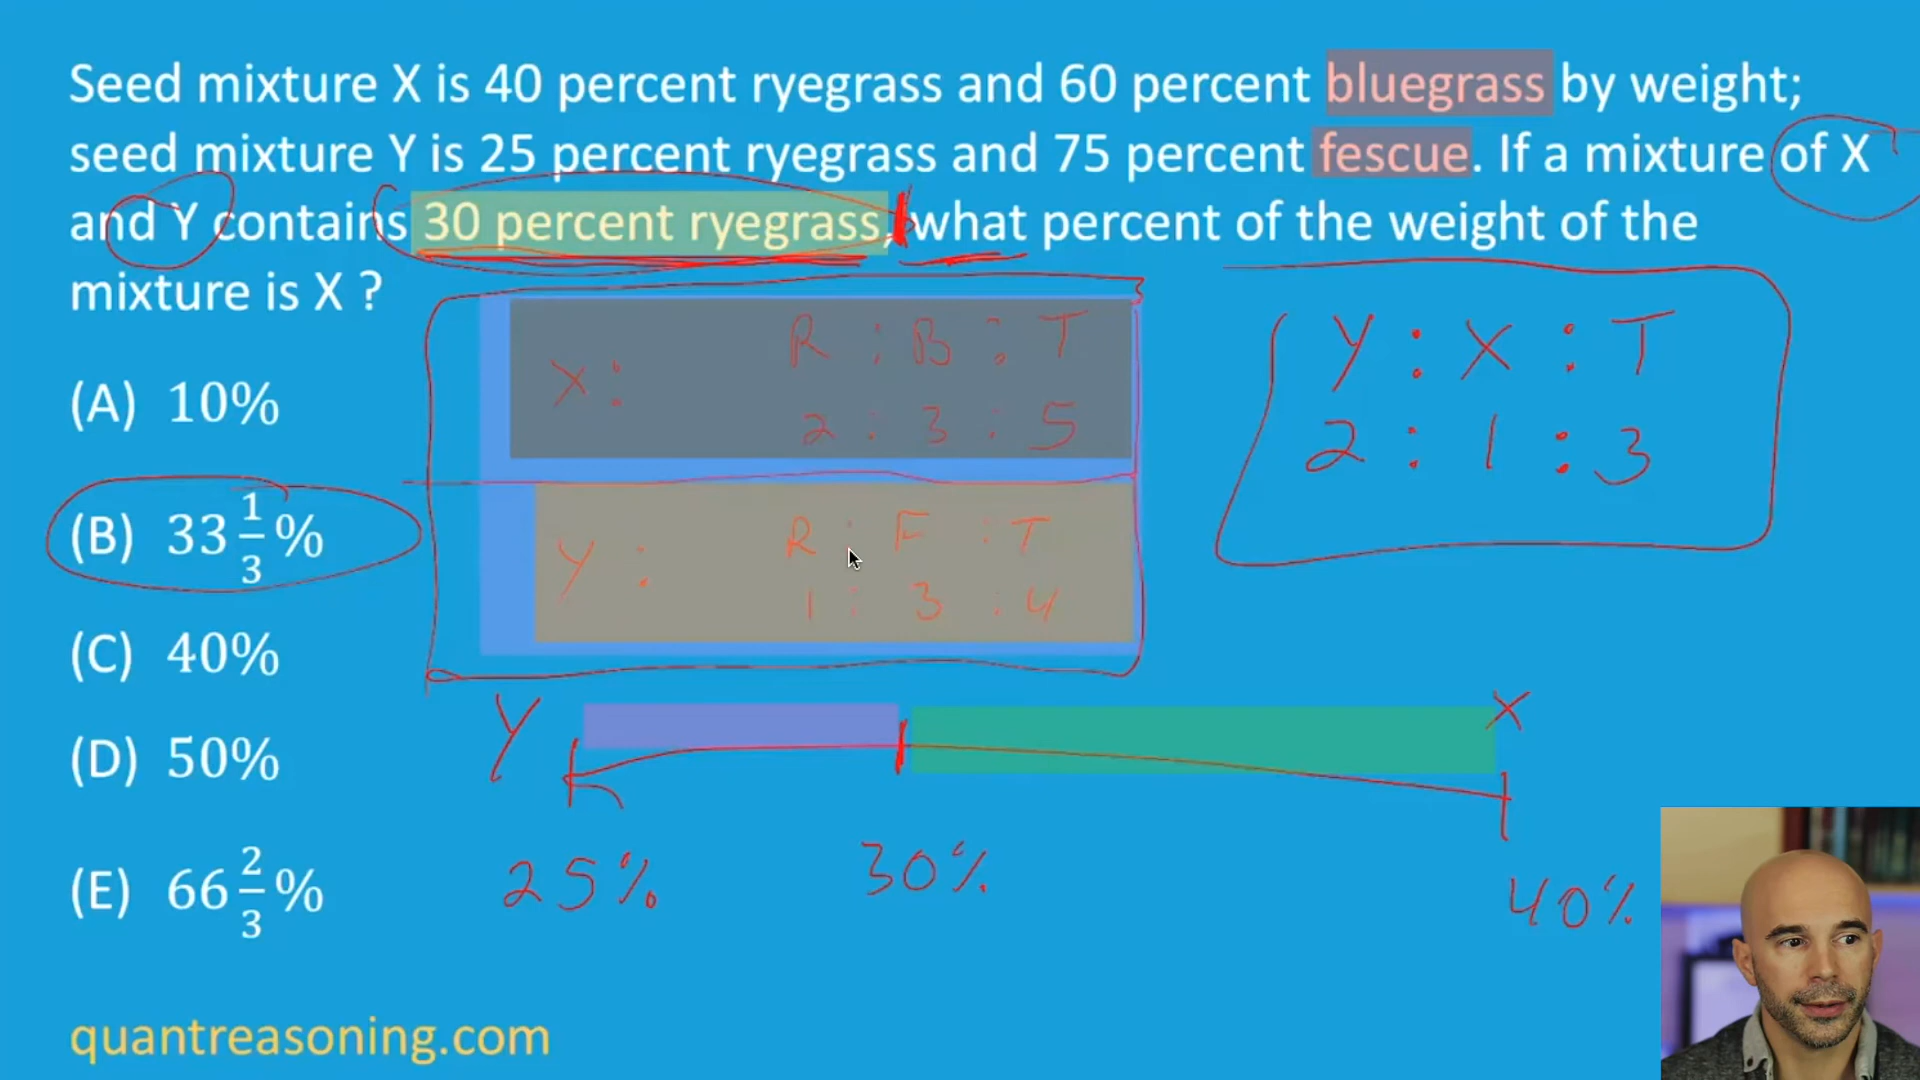 Seed mixture X is 40 percent ryegrass and 60 percent bluegrass by weight;
seed mixture Y is 25 percent ryegrass and 75 percent fescue. If a mixture of X
and Y contains 30 percent ryegrass, what percent of the weight of the
mixture is X ?
(A) 10%
(B) 33 1/3 %
(C) 40%
(D) 50%
(E) 66 2/3 %
X: R : B : T
2 : 3 : 5
Y: R : F : T
1 : 3 : 4
Y : X : T
2 : 1 : 3
Y X
25% 30% 40%
quantreasoning.com